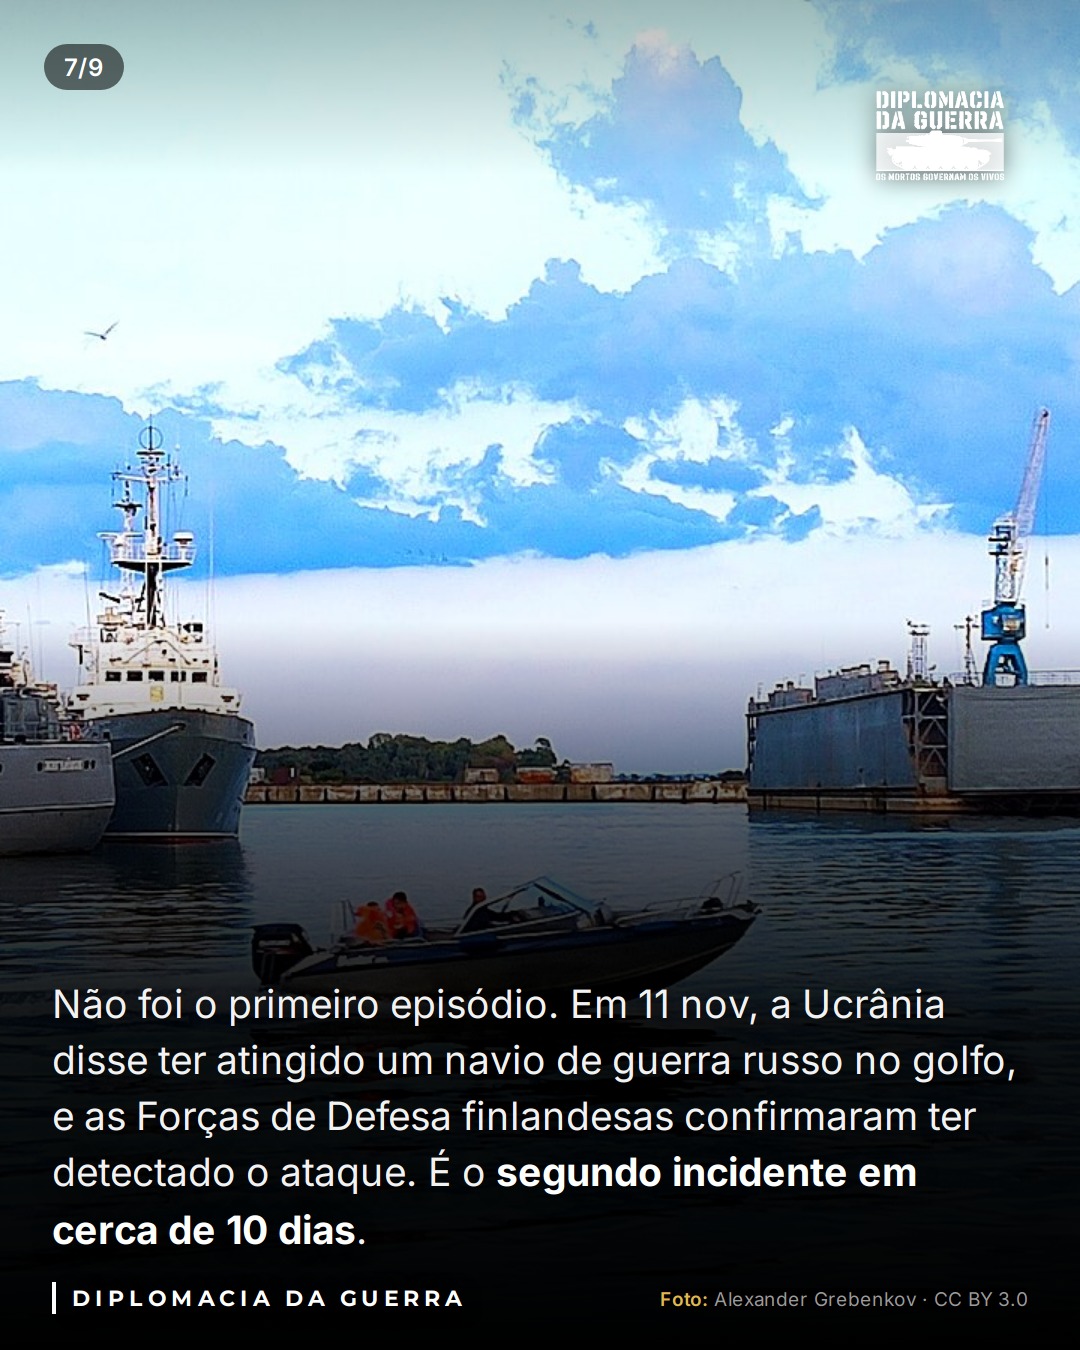 7/9
DIPLOMACIA
DA GUERRA
OS MORTOS GOVERNAM OS VIVOS
Não foi o primeiro episódio. Em 11 nov, a Ucrânia
disse ter atingido um navio de guerra russo no golfo,
e as Forças de Defesa finlandesas confirmaram ter
detectado o ataque. É o segundo incidente em
cerca de 10 dias.
DIPLOMACIA DA GUERRA
Foto: Alexander Grebenkov · CC BY 3.0